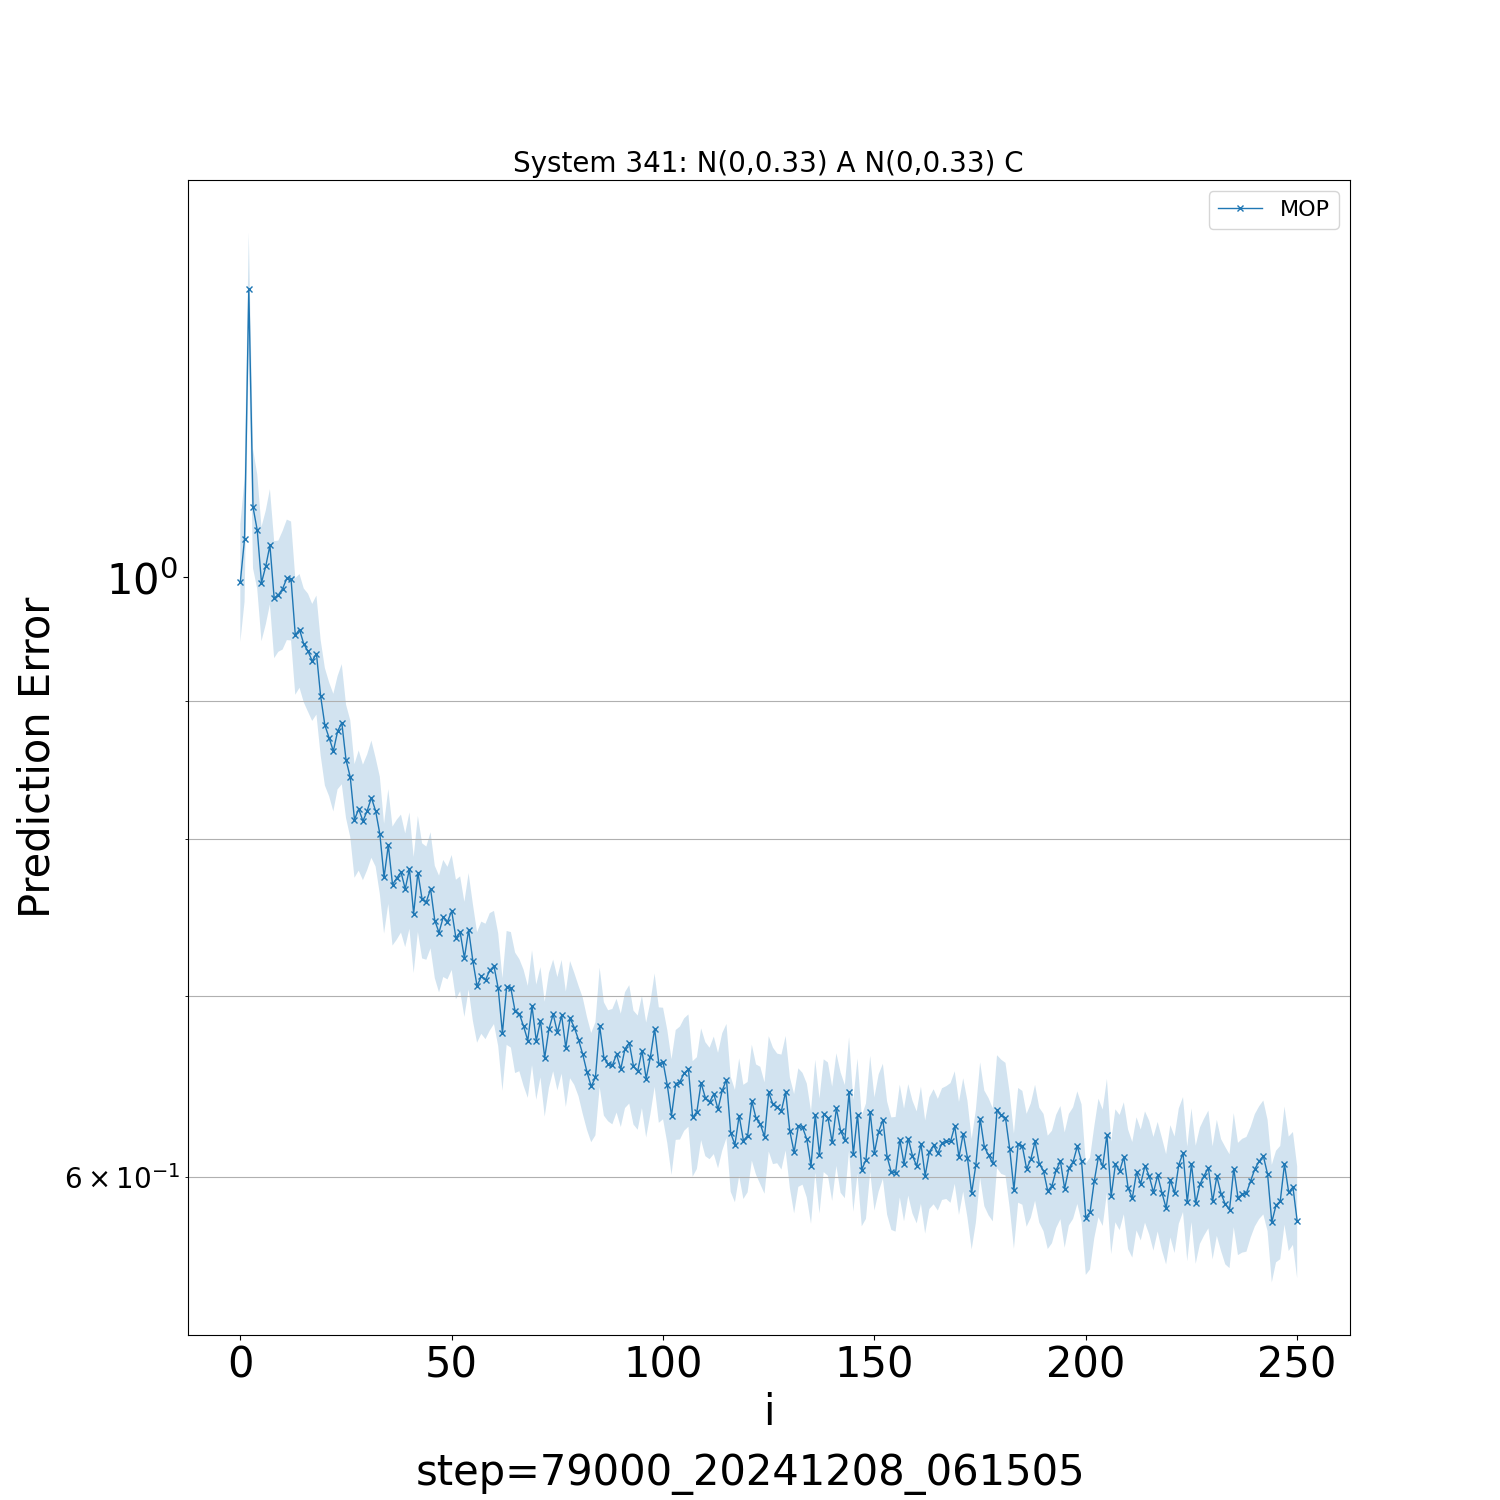 System 341: N(0,0.33) A N(0,0.33) C
MOP
10⁰
6 × 10⁻¹
Prediction Error
0 50 100 150 200 250
i
step=79000_20241208_061505